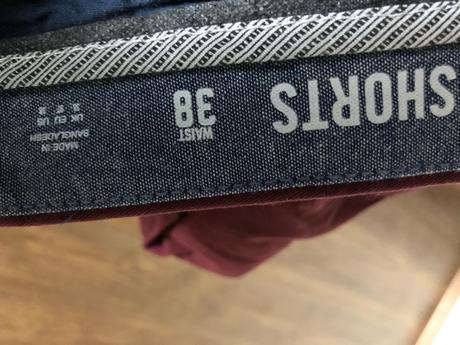 SHORTS
WAIST
38
UK EU US
MADE IN
BANGLADESH